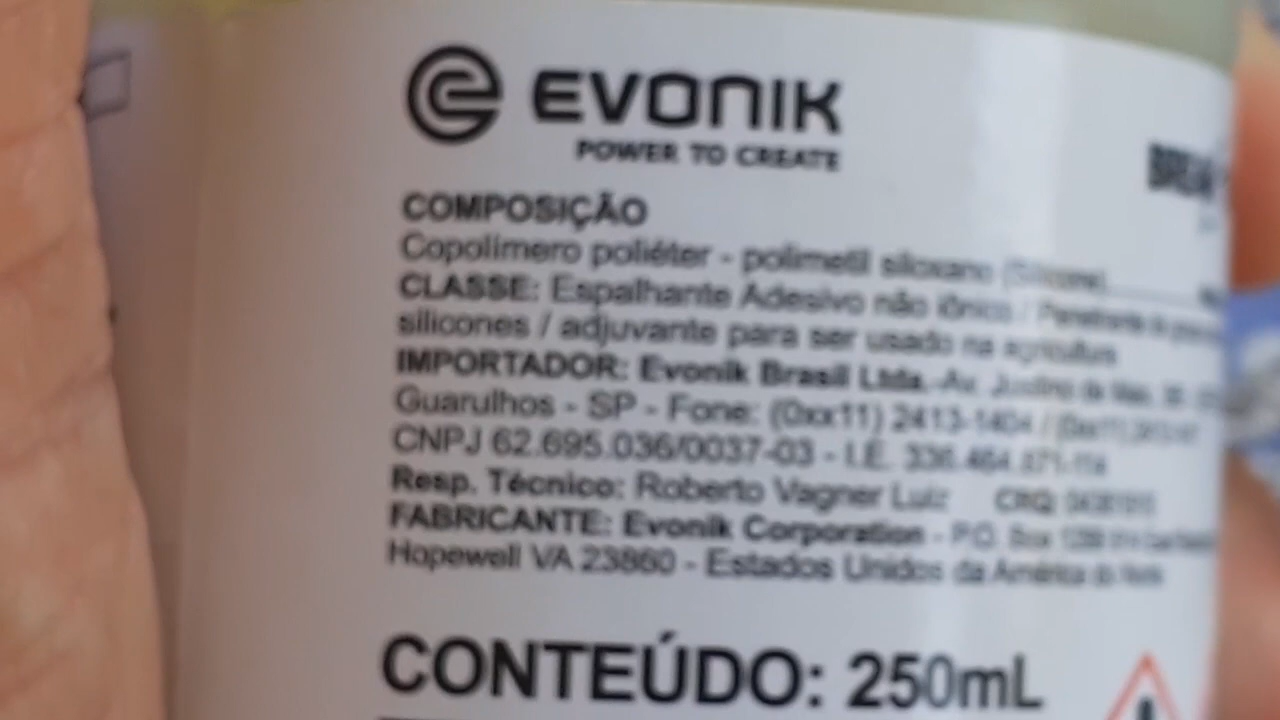 EVONIK
POWER TO CREATE
COMPOSIÇÃO
Copolímero poliéter - polimetil siloxano (Silicone)
CLASSE: Espalhante Adesivo não iônico /
silicones / adjuvante para ser usado na agricultura
IMPORTADOR: Evonik Brasil Ltda.-Av.
Guarulhos - SP - Fone: (0xx11) 2413-1404 /
CNPJ 62.695.036/0037-03 - I.E.
Resp. Técnico: Roberto Vagner Luiz CRQ:
FABRICANTE: Evonik Corporation - P.O. Box
Hopewell VA 23860 - Estados Unidos da América do Norte
CONTEÚDO: 250mL